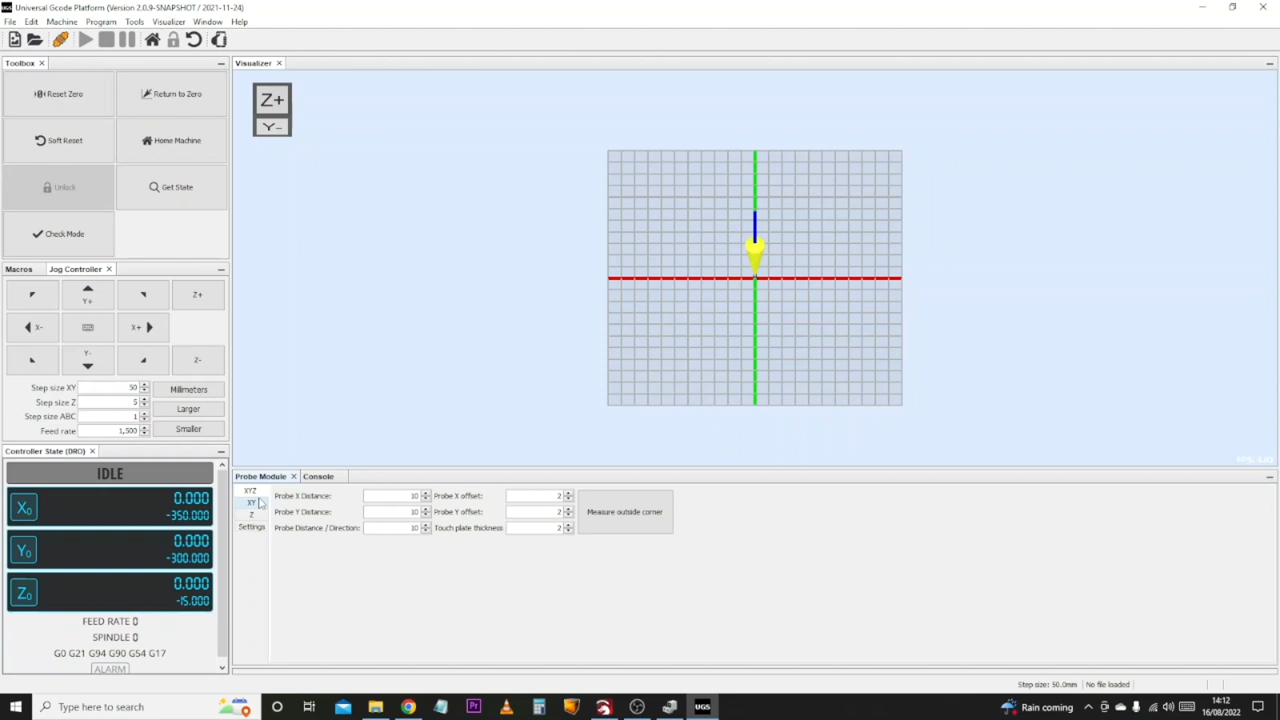 Universal Gcode Platform (Version 2.0.9-SNAPSHOT / 2021-11-24)
File Edit Machine Program Tools Visualizer Window Help
Toolbox
Reset Zero
Return to Zero
Soft Reset
Home Machine
Unlock
Get State
Check Mode
Macros Jog Controller
Y+
Z+
X-
X+
Y-
Z-
Step size XY 50 Millimeters
Step size Z 5
Step size ABC 1 Larger
Feed rate 1,500 Smaller
Controller State (DRO)
IDLE
X0 0.000
-350.000
Y0 0.000
-300.000
Z0 0.000
-15.000
FEED RATE 0
SPINDLE 0
G0 G21 G94 G90 G54 G17
ALARM
Visualizer
Z+
Y-
Probe Module Console
XYZ
XY
Z
Settings
Probe X Distance: 10 Probe X offset: 2
Probe Y Distance: 10 Probe Y offset: 2
Probe Distance / Direction: 10 Touch plate thickness 2
Measure outside corner
Step size: 50.0mm No file loaded
Type here to search
Pr
UGS
Rain coming
14:12
16/08/2022